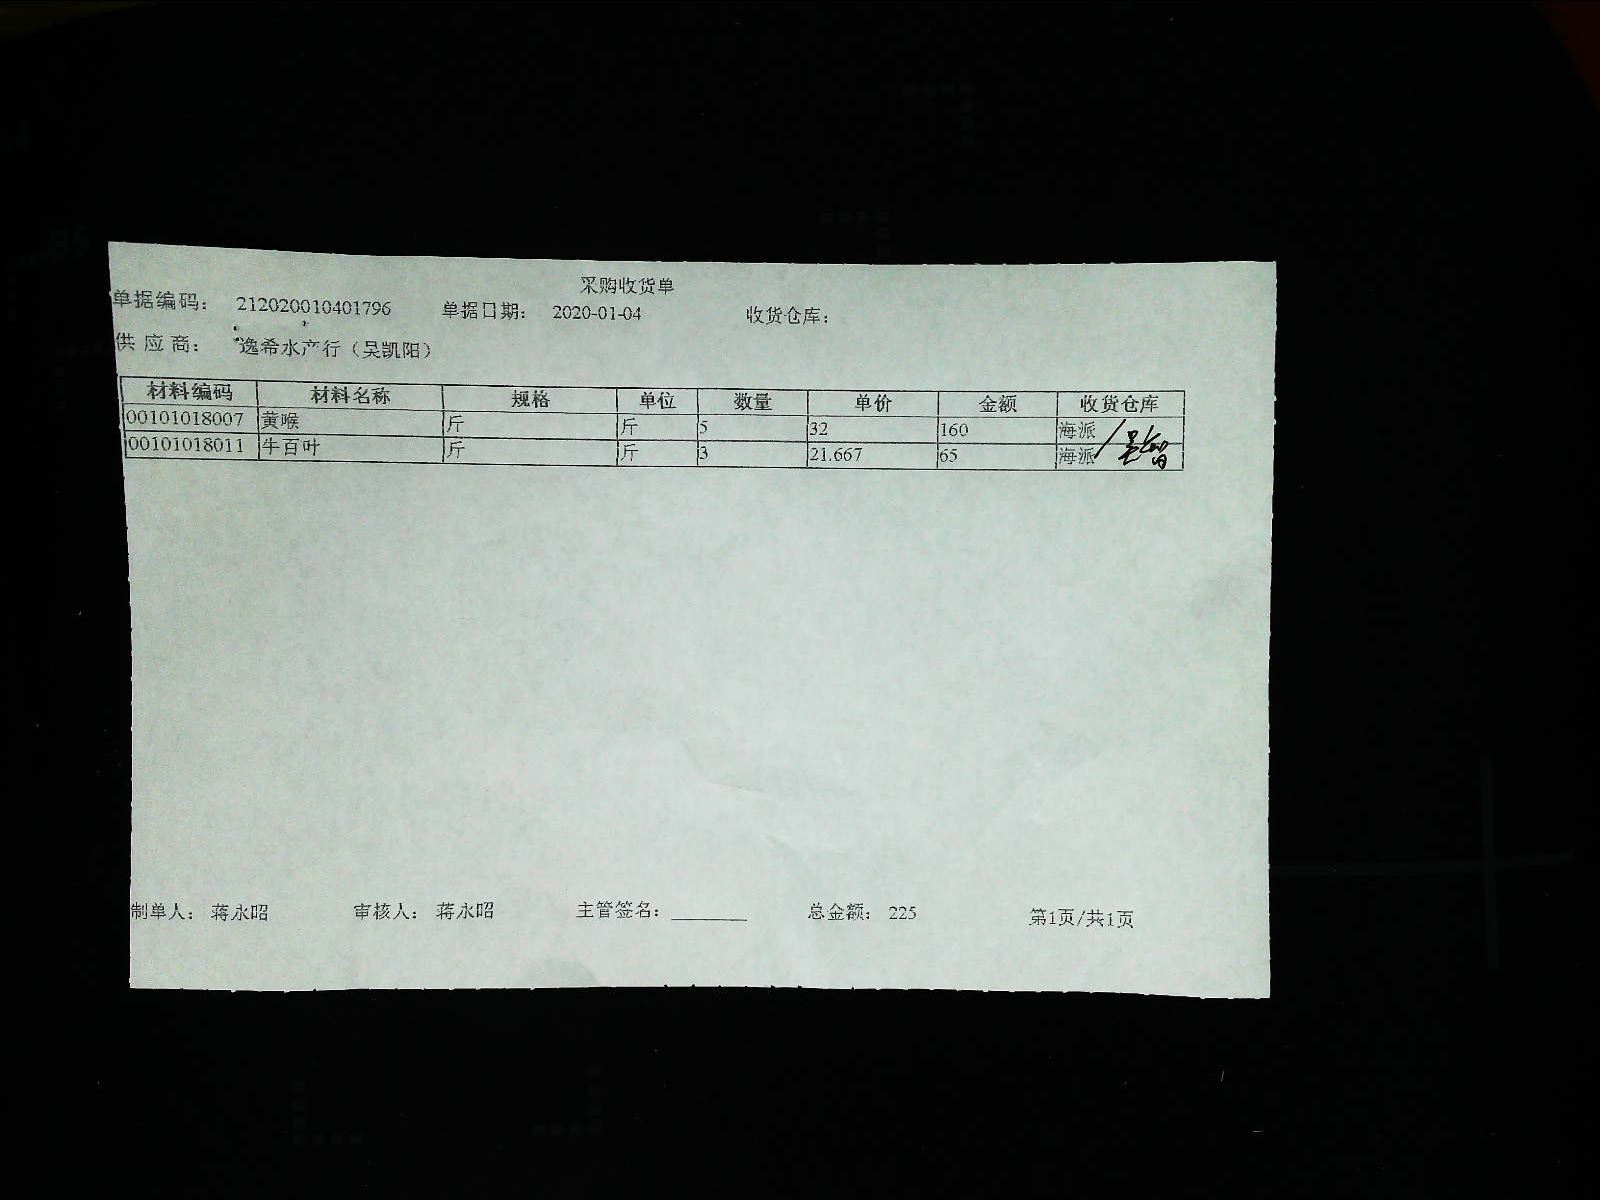 采购收货单
单据编码： 212020010401796 单据日期： 2020-01-04 收货仓库：
供应商： 逸希水产行（吴凯阳）
材料编码 材料名称 规格 单位 数量 单价 金额 收货仓库
00101018007 黄喉 斤 斤 5 32 160 海派
00101018011 牛百叶 斤 斤 3 21.667 65 海派
制单人： 蒋永昭 审核人： 蒋永昭 主管签名： 总金额： 225 第1页/共1页